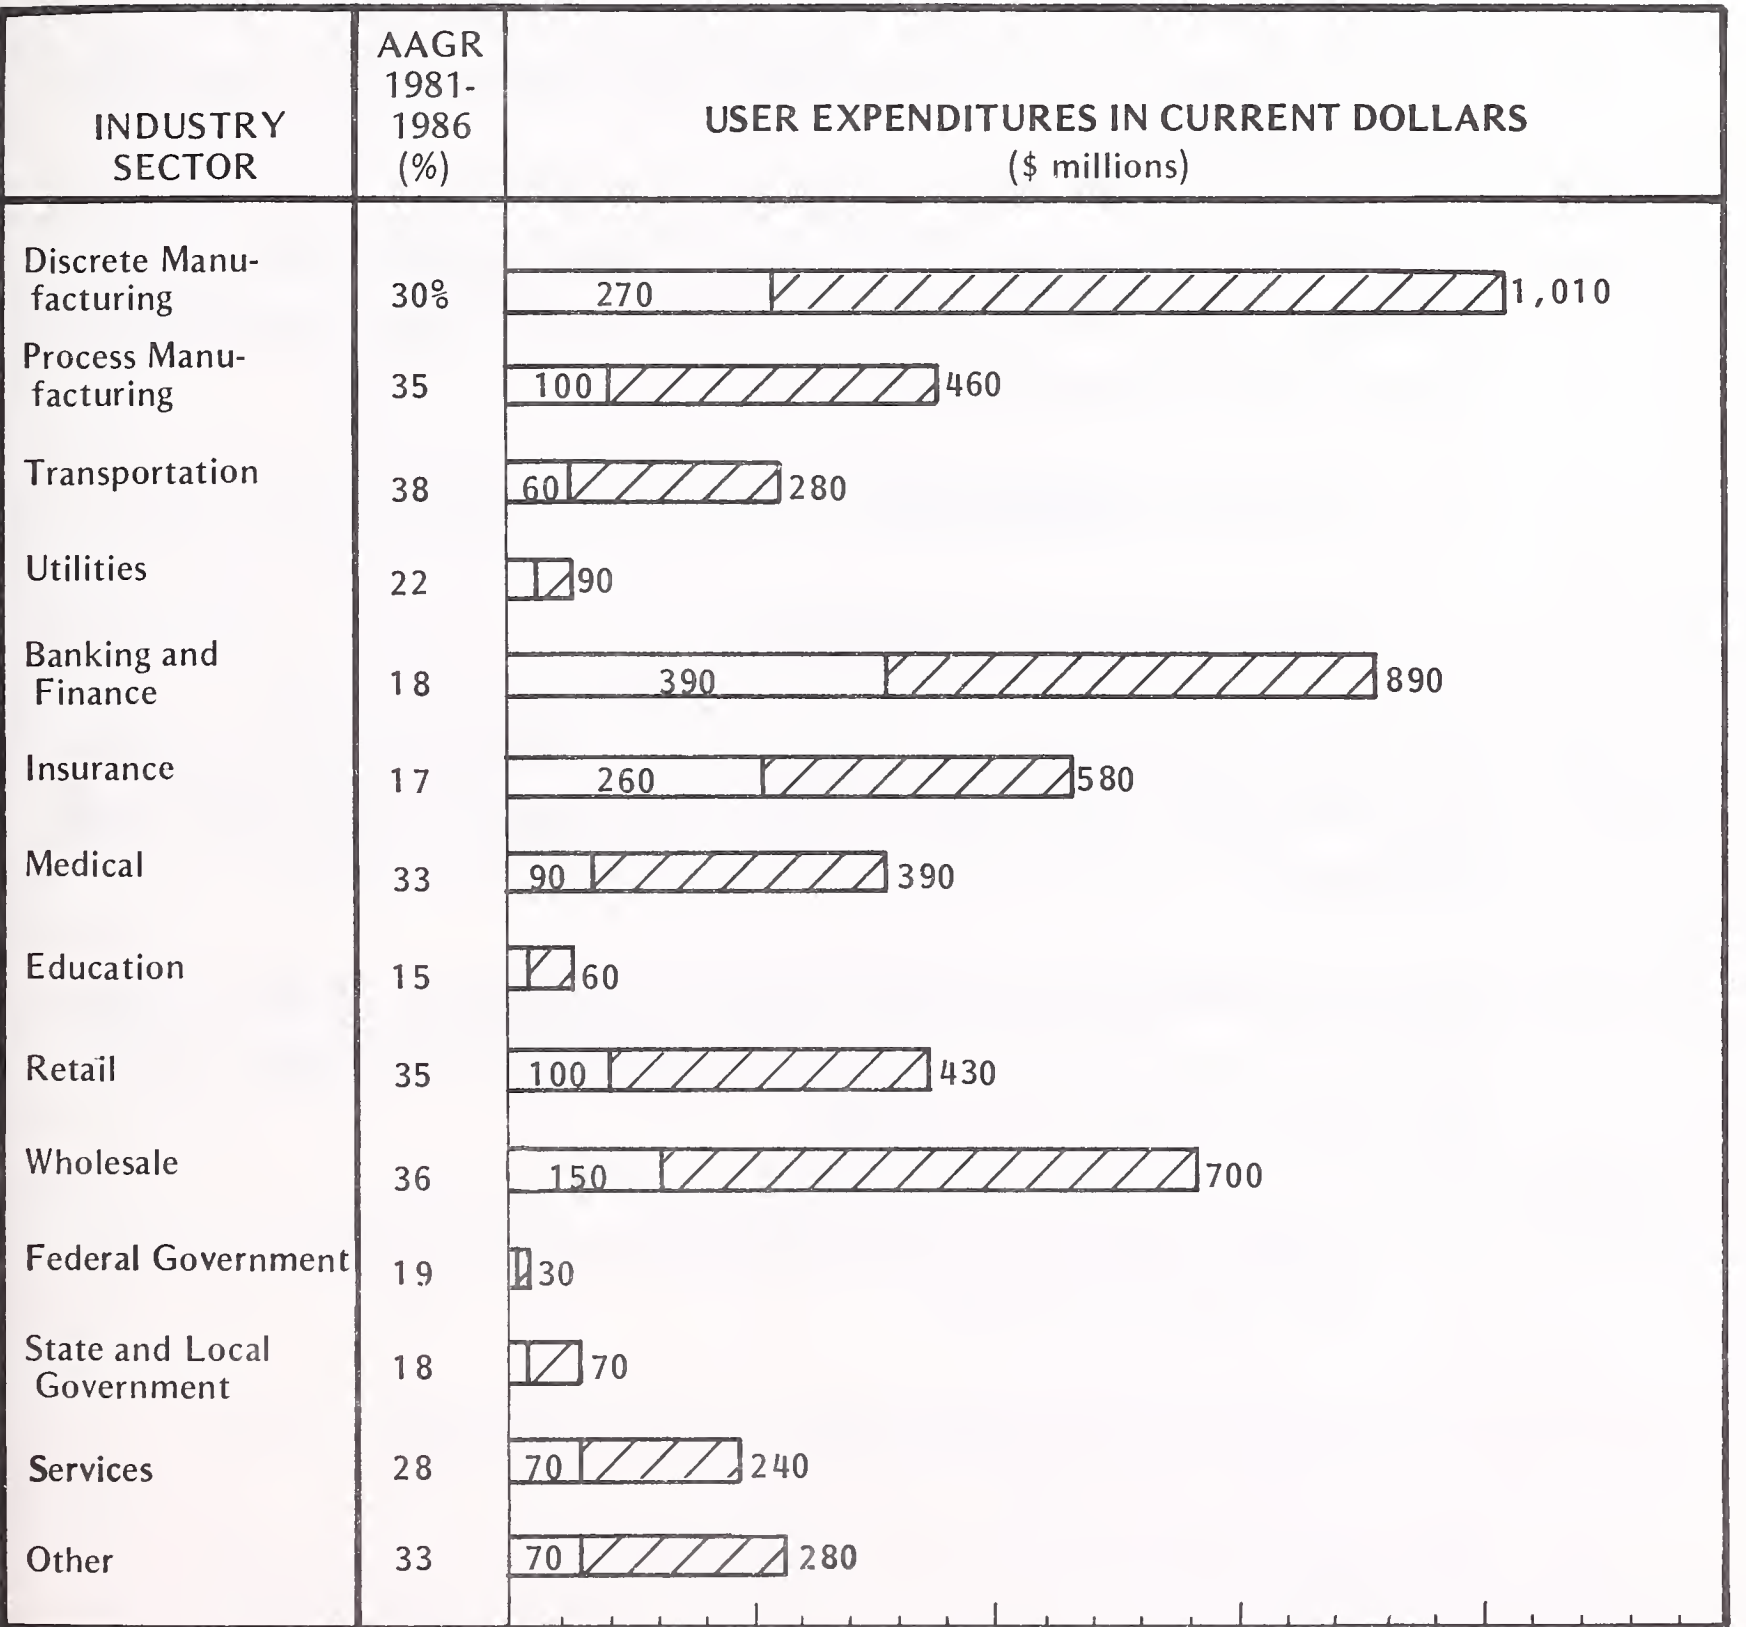 INDUSTRY
SECTOR
AAGR
1981-
1986
(%)
USER EXPENDITURES IN CURRENT DOLLARS
($ millions)
Discrete Manu-
facturing
30%
270
1,010
Process Manu-
facturing
35
100
460
Transportation
38
60
280
Utilities
22
90
Banking and
Finance
18
390
890
Insurance
17
260
580
Medical
33
90
390
Education
15
60
Retail
35
100
430
Wholesale
36
150
700
Federal Government
19
30
State and Local
Government
18
70
Services
28
70
240
Other
33
70
280